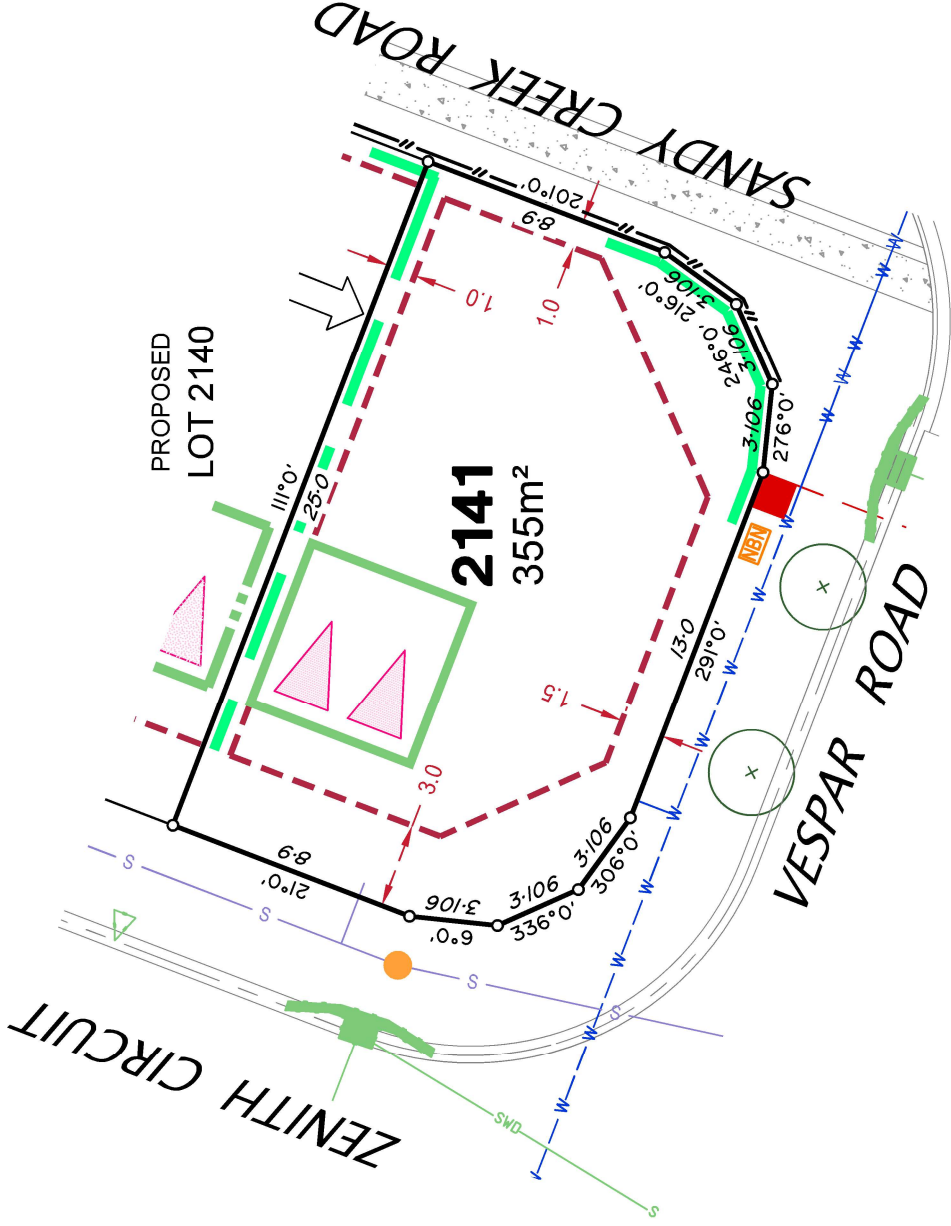 SANDY CREEK ROAD
201°0'
8·9
3·106
216°0'
3·106
246°0'
3·106
276°0'
1.0
1.0
PROPOSED
LOT 2140
111°0'
25·0
2141
355m²
NBN
13·0
291°0'
1.5
3.0
8·9
21°0'
3·106
6°0'
3·106
336°0'
3·106
306°0'
VESPAR ROAD
ZENITH CIRCUIT
S
S
S
S
SWD
S
W
W
W
W
W
W
W
W
W
W
W
W
W